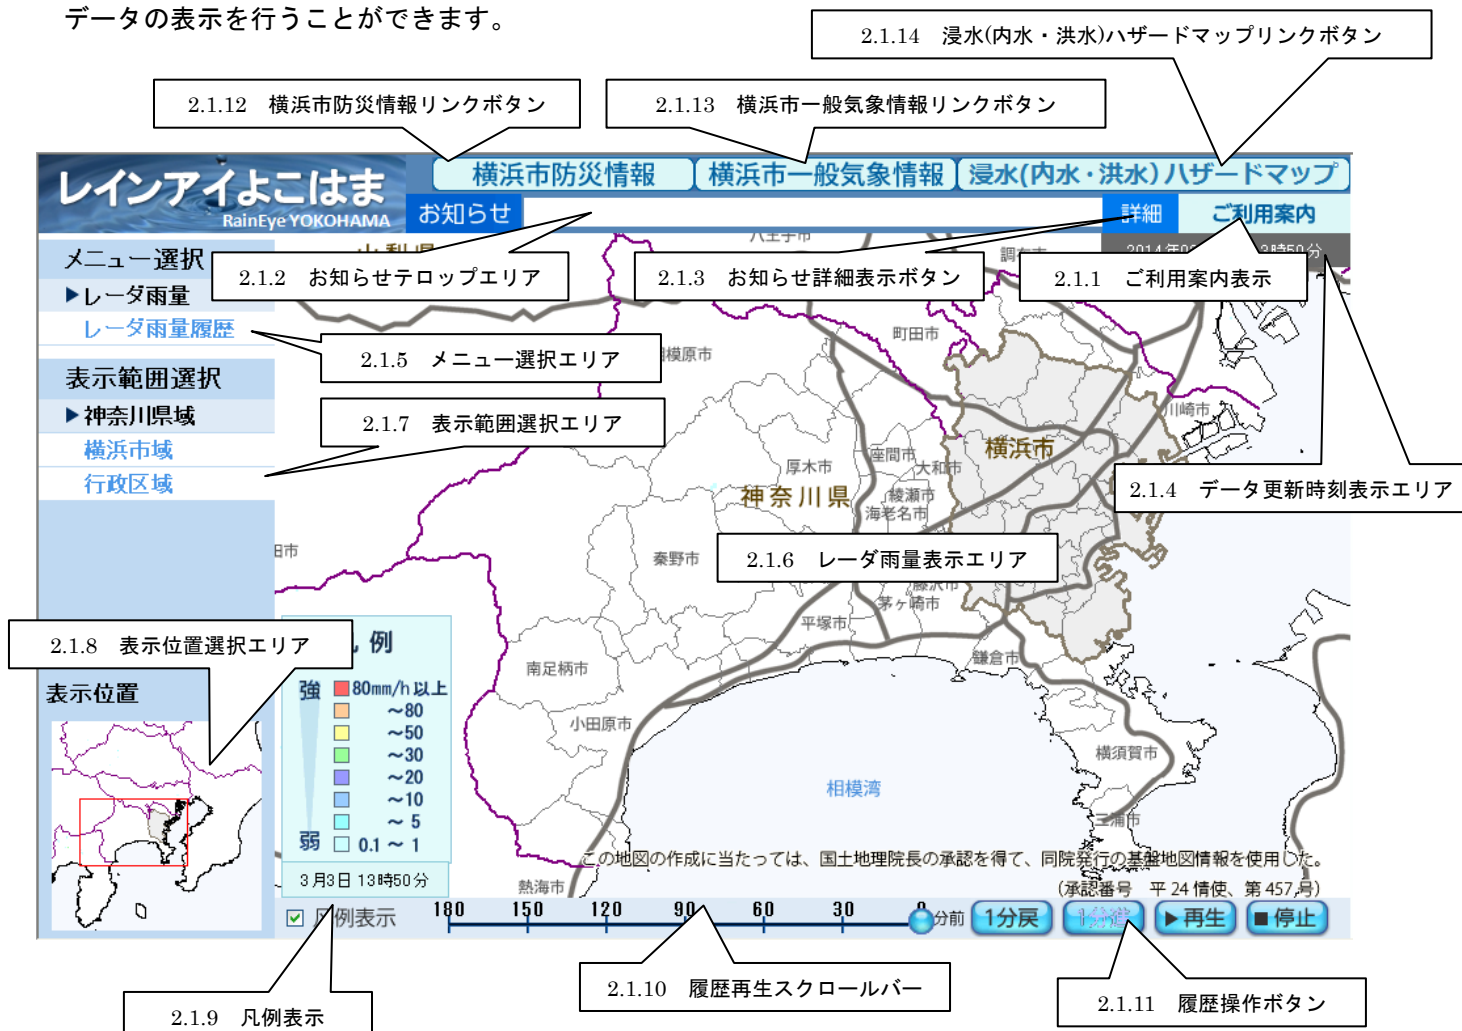 データの表示を行うことができます。
2.1.14 浸水(内水・洪水)ハザードマップリンクボタン
2.1.12 横浜市防災情報リンクボタン
2.1.13 横浜市一般気象情報リンクボタン
レインアイよこはま
RainEye YOKOHAMA
横浜市防災情報
横浜市一般気象情報
浸水(内水・洪水)ハザードマップ
お知らせ
詳細
ご利用案内
メニュー選択
▶レーダ雨量
レーダ雨量履歴
2.1.2 お知らせテロップエリア
2.1.3 お知らせ詳細表示ボタン
2.1.1 ご利用案内表示
八王子市
2014年
3時50分
町田市
2.1.5 メニュー選択エリア
模原市
表示範囲選択
▶神奈川県域
横浜市域
行政区域
2.1.7 表示範囲選択エリア
川崎市
横浜市
座間市
大和市
厚木市
綾瀬市
海老名市
神奈川県
2.1.4 データ更新時刻表示エリア
田市
秦野市
2.1.6 レーダ雨量表示エリア
藤沢市
茅ヶ崎市
平塚市
2.1.8 表示位置選択エリア
例
南足柄市
鎌倉市
表示位置
強
80mm/h 以上
～80
～50
～30
～20
～10
～ 5
弱
0.1 ～ 1
小田原市
横須賀市
相模湾
三浦市
この地図の作成に当たっては、国土地理院長の承認を得て、同院発行の基盤地図情報を使用した。
(承認番号 平 24 情使、第 457 号)
3月3日 13時50分
熱海市
凡例表示
180 150 120 90 60 30 0
分前
1分戻
1分進
▶再生
■停止
2.1.9 凡例表示
2.1.10 履歴再生スクロールバー
2.1.11 履歴操作ボタン